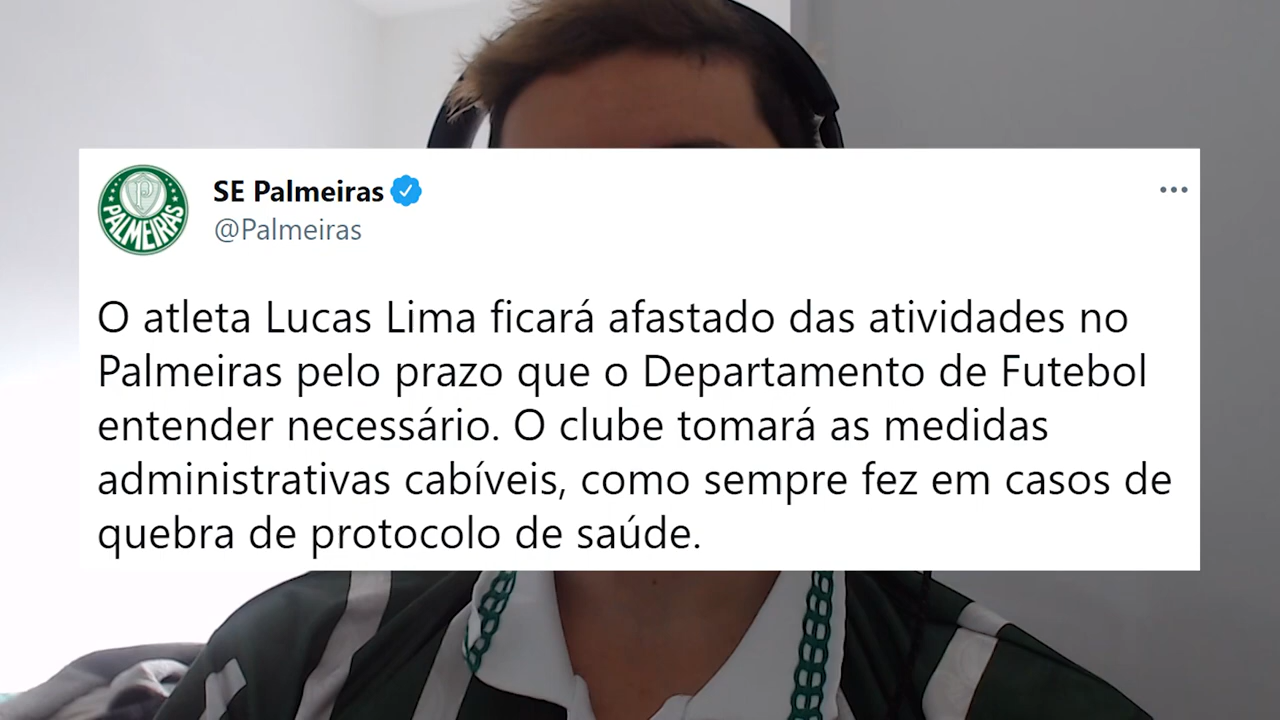 PALMEIRAS
SE Palmeiras
@Palmeiras
O atleta Lucas Lima ficará afastado das atividades no
Palmeiras pelo prazo que o Departamento de Futebol
entender necessário. O clube tomará as medidas
administrativas cabíveis, como sempre fez em casos de
quebra de protocolo de saúde.